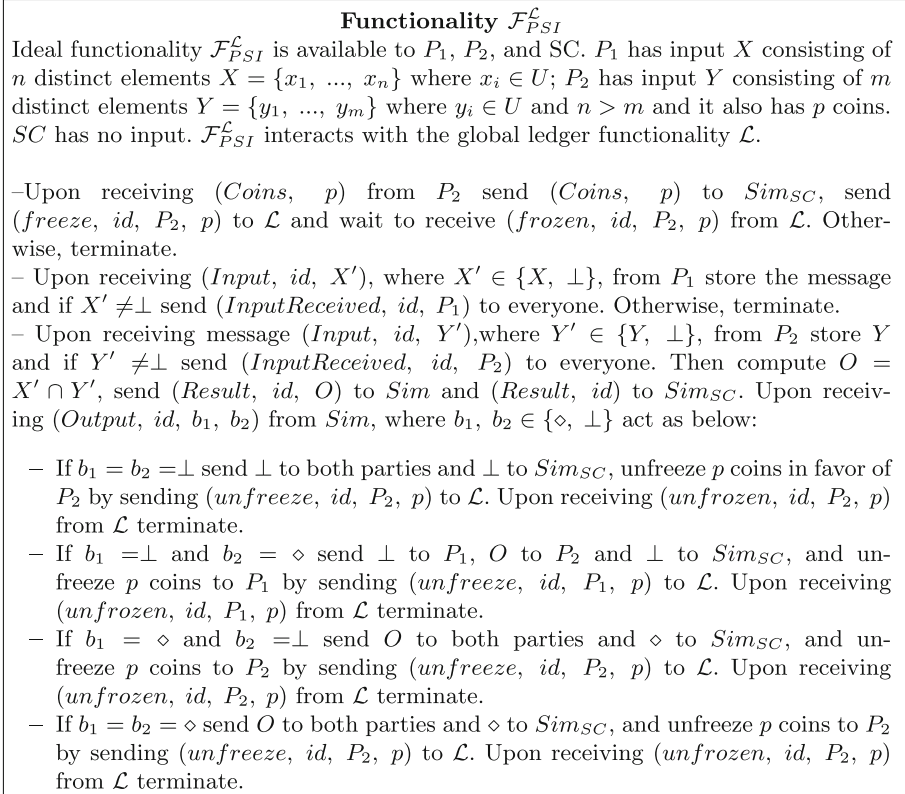 Functionality $\mathcal{F}_{PSI}^{\mathcal{L}}$
Ideal functionality $\mathcal{F}_{PSI}^{\mathcal{L}}$ is available to $P_1$, $P_2$, and SC. $P_1$ has input $X$ consisting of
$n$ distinct elements $X = \{x_1, ..., x_n\}$ where $x_i \in U$; $P_2$ has input $Y$ consisting of $m$
distinct elements $Y = \{y_1, ..., y_m\}$ where $y_i \in U$ and $n > m$ and it also has $p$ coins.
$SC$ has no input. $\mathcal{F}_{PSI}^{\mathcal{L}}$ interacts with the global ledger functionality $\mathcal{L}$.
–Upon receiving $(Coins, p)$ from $P_2$ send $(Coins, p)$ to $Sim_{SC}$, send
$(freeze, id, P_2, p)$ to $\mathcal{L}$ and wait to receive $(frozen, id, P_2, p)$ from $\mathcal{L}$. Other-
wise, terminate.
– Upon receiving $(Input, id, X')$, where $X' \in \{X, \perp\}$, from $P_1$ store the message
and if $X' \neq \perp$ send $(InputReceived, id, P_1)$ to everyone. Otherwise, terminate.
– Upon receiving message $(Input, id, Y')$,where $Y' \in \{Y, \perp\}$, from $P_2$ store $Y$
and if $Y' \neq \perp$ send $(InputReceived, id, P_2)$ to everyone. Then compute $O =$
$X' \cap Y'$, send $(Result, id, O)$ to $Sim$ and $(Result, id)$ to $Sim_{SC}$. Upon receiv-
ing $(Output, id, b_1, b_2)$ from $Sim$, where $b_1, b_2 \in \{\diamond, \perp\}$ act as below:
– If $b_1 = b_2 = \perp$ send $\perp$ to both parties and $\perp$ to $Sim_{SC}$, unfreeze $p$ coins in favor of
$P_2$ by sending $(unfreeze, id, P_2, p)$ to $\mathcal{L}$. Upon receiving $(unfrozen, id, P_2, p)$
from $\mathcal{L}$ terminate.
– If $b_1 = \perp$ and $b_2 = \diamond$ send $\perp$ to $P_1$, $O$ to $P_2$ and $\perp$ to $Sim_{SC}$, and un-
freeze $p$ coins to $P_1$ by sending $(unfreeze, id, P_1, p)$ to $\mathcal{L}$. Upon receiving
$(unfrozen, id, P_1, p)$ from $\mathcal{L}$ terminate.
– If $b_1 = \diamond$ and $b_2 = \perp$ send $O$ to both parties and $\diamond$ to $Sim_{SC}$, and un-
freeze $p$ coins to $P_2$ by sending $(unfreeze, id, P_2, p)$ to $\mathcal{L}$. Upon receiving
$(unfrozen, id, P_2, p)$ from $\mathcal{L}$ terminate.
– If $b_1 = b_2 = \diamond$ send $O$ to both parties and $\diamond$ to $Sim_{SC}$, and unfreeze $p$ coins to $P_2$
by sending $(unfreeze, id, P_2, p)$ to $\mathcal{L}$. Upon receiving $(unfrozen, id, P_2, p)$
from $\mathcal{L}$ terminate.